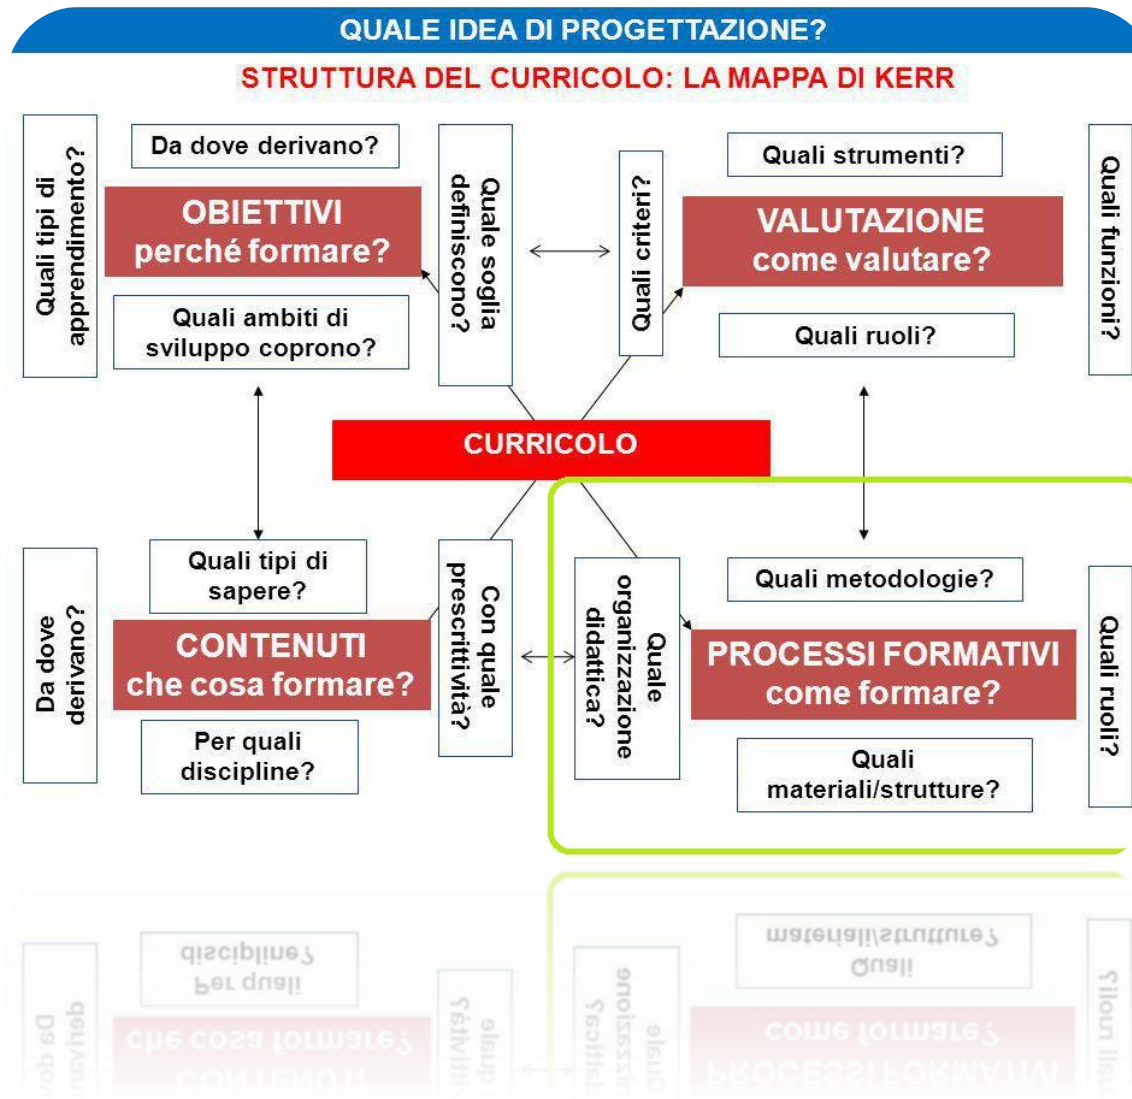 QUALE IDEA DI PROGETTAZIONE?
STRUTTURA DEL CURRICOLO: LA MAPPA DI KERR
Quali tipi di
apprendimento?
Da dove derivano?
OBIETTIVI
perché formare?
Quali ambiti di
sviluppo coprono?
Quale soglia
definiscono?
Quali criteri?
Quali strumenti?
VALUTAZIONE
come valutare?
Quali ruoli?
Quali funzioni?
CURRICOLO
Da dove
derivano?
Quali tipi di
sapere?
CONTENUTI
che cosa formare?
Per quali
discipline?
Con quale
prescrittività?
Quale
organizzazione
didattica?
Quali metodologie?
PROCESSI FORMATIVI
come formare?
Quali
materiali/strutture?
Quali ruoli?